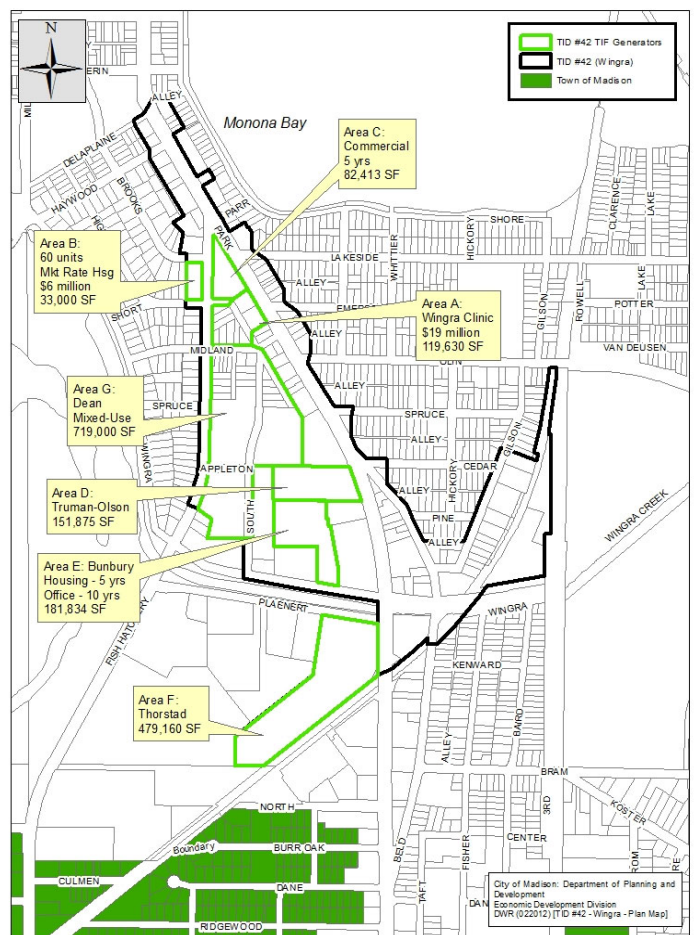 N
TID #42 TIF Generators
TID #42 (Wingra)
Town of Madison
ERIN
ALLEY
Monona Bay
DELAPLAINE
HAYWOOD
BROOKS
PARR
PARK
SHORE
CLARENCE
LAKE
Area C:
Commercial
5 yrs
82,413 SF
LAKESIDE
WHITTIER
HICKORY
Area B:
60 units
Mkt Rate Hsg
$6 million
33,000 SF
ALLEY
GILSON
ROWELL
LAKE
POTTER
SHORT
Area A:
Wingra Clinic
$19 million
119,630 SF
ALLEY
VAN DEUSEN
MIDLAND
ALLEY
Area G:
Dean
Mixed-Use
719,000 SF
SPRUCE
SPRUCE
WINGRA
ALLEY
GILSON
APPLETON
CEDAR
HICKORY
Area D:
Truman-Olson
151,875 SF
ALLEY
SOUTH
PINE
ALLEY
WINGRA CREEK
Area E: Bunbury
Housing - 5 yrs
Office - 10 yrs
181,834 SF
PLAENERT
WINGRA
FISH HATCHERY
KENWARD
Area F:
Thorstad
479,160 SF
ALLEY
BAIRD
BRAM
3RD
KOSTER
NORTH
Boundary
BURR OAK
BELD
FISHER
CENTER
CULMEN
DANE
TAFT
DAN
RIDGEWOOD
City of Madison: Department of Planning and
Development
Economic Development Division
DWR (022012) [TID #42 - Wingra - Plan Map]